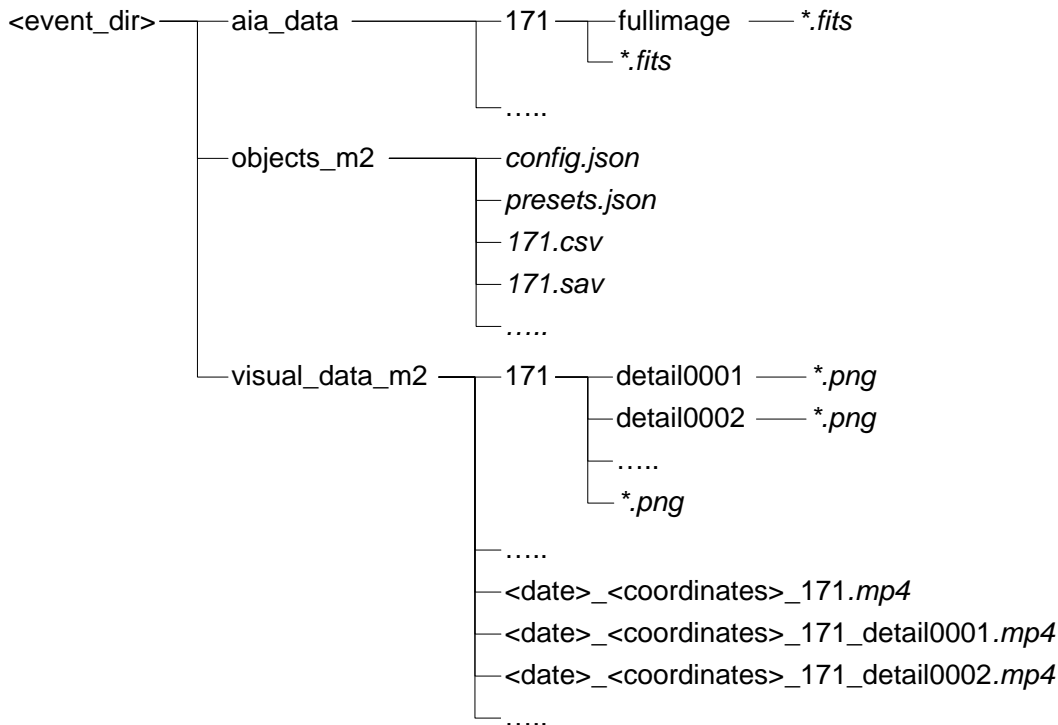 <event_dir> aia_data 171 fullimage *.fits
*.fits
.....
objects_m2 config.json
presets.json
171.csv
171.sav
.....
visual_data_m2 171 detail0001 *.png
detail0002 *.png
.....
*.png
.....
<date>_<coordinates>_171.mp4
<date>_<coordinates>_171_detail0001.mp4
<date>_<coordinates>_171_detail0002.mp4
.....